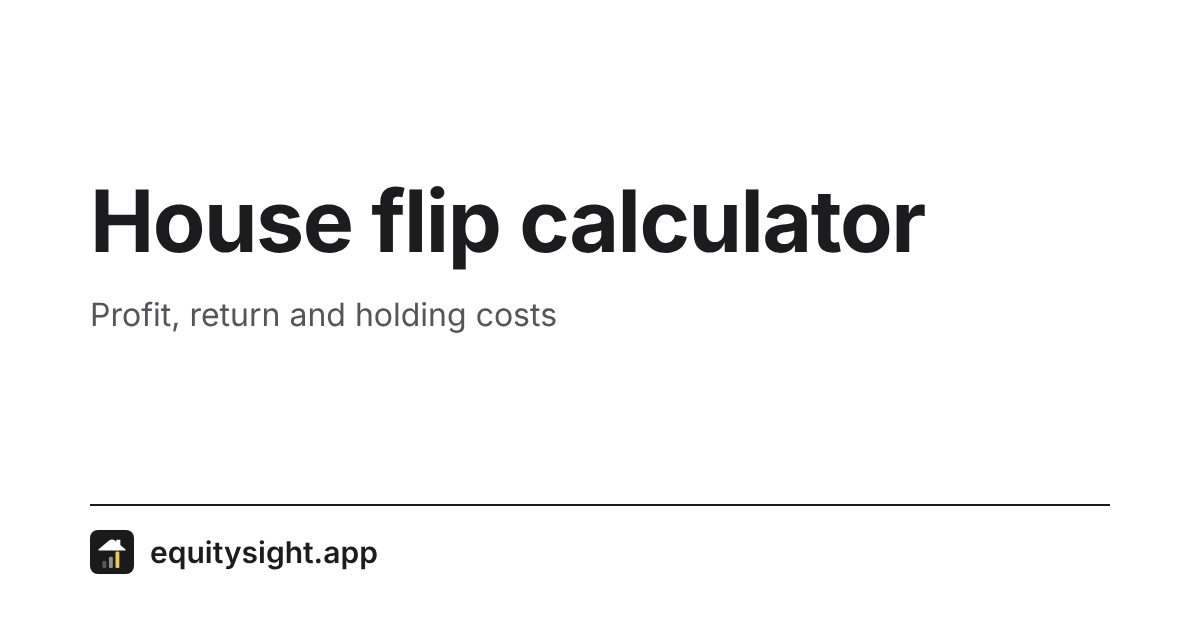 House flip calculator
Profit, return and holding costs
equitysight.app